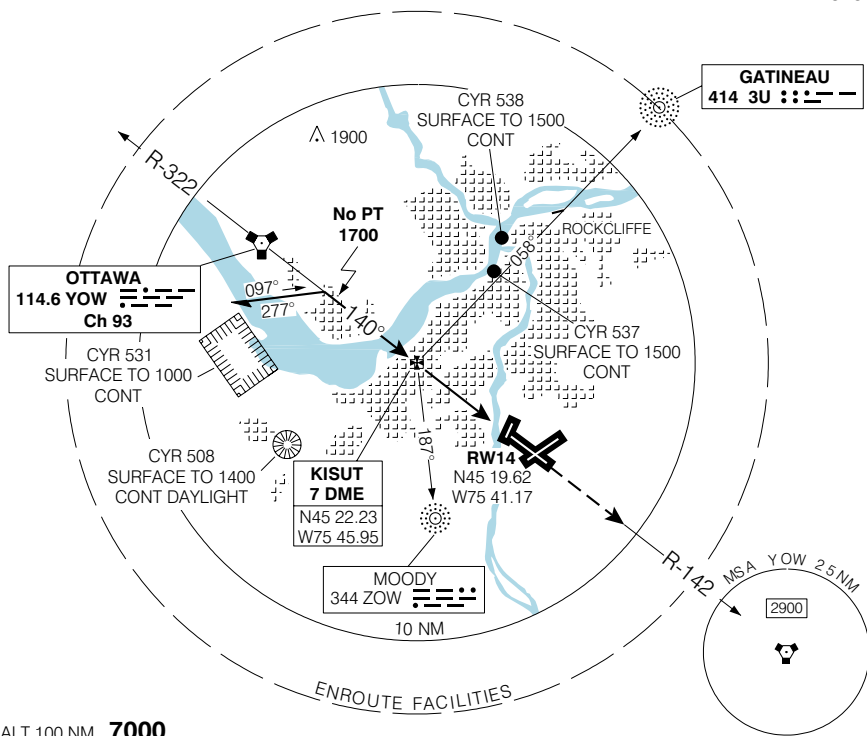 GATINEAU
414 3U
CYR 538
SURFACE TO 1500
CONT
1900
R-322
No PT
1700
ROCKCLIFFE
058°
OTTAWA
114.6 YOW
Ch 93
097°
277°
140°
CYR 537
SURFACE TO 1500
CONT
CYR 531
SURFACE TO 1000
CONT
CYR 508
SURFACE TO 1400
CONT DAYLIGHT
187°
KISUT
7 DME
N45 22.23
W75 45.95
RW14
N45 19.62
W75 41.17
MOODY
344 ZOW
10 NM
R-142
MSA YOW 25NM
2900
ENROUTE FACILITIES
ALT 100 NM 7000